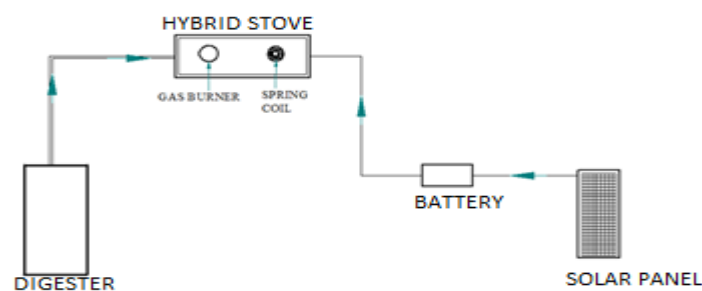 HYBRID STOVE
GAS BURNER
SPRING
COIL
BATTERY
DIGESTER
SOLAR PANEL